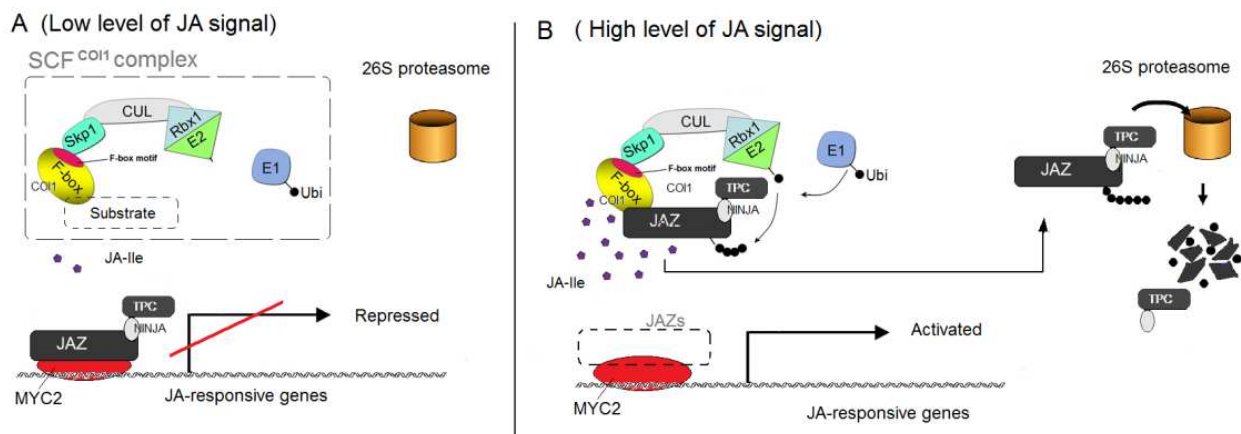 A (Low level of JA signal)
SCF COI1 complex
26S proteasome
CUL
Skp1
Rbx1
E2
F-box motif
F-box
COI1
E1
Ubi
Substrate
JA-Ile
TPC
NINJA
JAZ
Repressed
MYC2
JA-responsive genes
B ( High level of JA signal)
26S proteasome
CUL
Skp1
Rbx1
E2
F-box motif
F-box
COI1
COI1
E1
Ubi
TPC
NINJA
JAZ
TPC
NINJA
JAZ
JA-Ile
TPC
JAZs
Activated
MYC2
JA-responsive genes